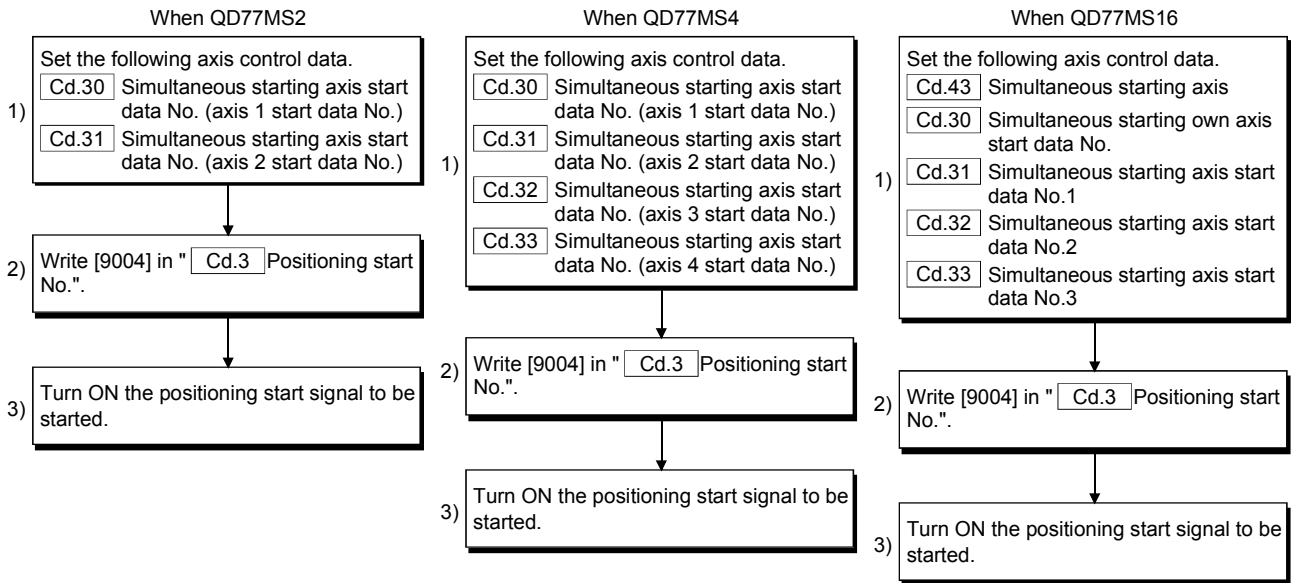 When QD77MS2
Set the following axis control data.
Cd.30 Simultaneous starting axis start
data No. (axis 1 start data No.)
1)
Cd.31 Simultaneous starting axis start
data No. (axis 2 start data No.)
2)
Write [9004] in " Cd.3 Positioning start
No.".
3)
Turn ON the positioning start signal to be
started.
When QD77MS4
Set the following axis control data.
Cd.30 Simultaneous starting axis start
data No. (axis 1 start data No.)
Cd.31 Simultaneous starting axis start
data No. (axis 2 start data No.)
1)
Cd.32 Simultaneous starting axis start
data No. (axis 3 start data No.)
Cd.33 Simultaneous starting axis start
data No. (axis 4 start data No.)
2)
Write [9004] in " Cd.3 Positioning start
No.".
3)
Turn ON the positioning start signal to be
started.
When QD77MS16
Set the following axis control data.
Cd.43 Simultaneous starting axis
Cd.30 Simultaneous starting own axis
start data No.
1)
Cd.31 Simultaneous starting axis start
data No.1
Cd.32 Simultaneous starting axis start
data No.2
Cd.33 Simultaneous starting axis start
data No.3
2)
Write [9004] in " Cd.3 Positioning start
No.".
3)
Turn ON the positioning start signal to be
started.